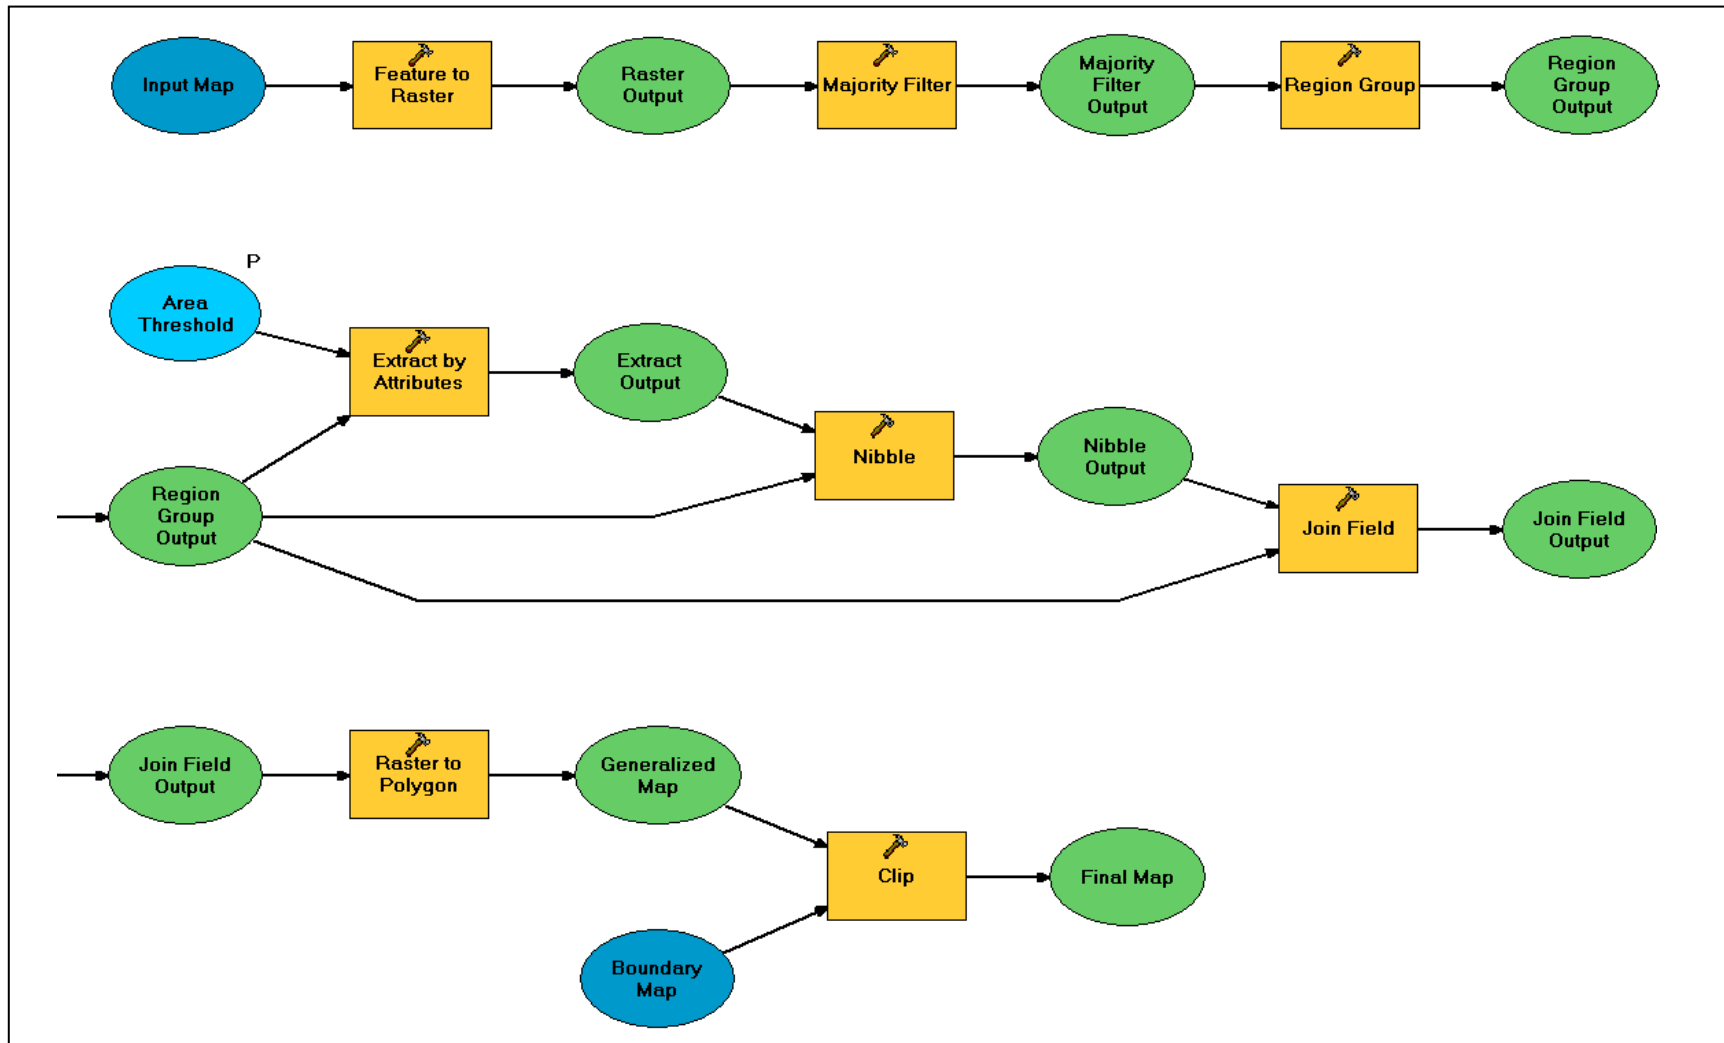 Input Map
Feature to
Raster
Raster
Output
Majority Filter
Majority
Filter
Output
Region Group
Region
Group
Output
P
Area
Threshold
Extract by
Attributes
Extract
Output
Nibble
Nibble
Output
Region
Group
Output
Join Field
Join Field
Output
Join Field
Output
Raster to
Polygon
Generalized
Map
Clip
Final Map
Boundary
Map